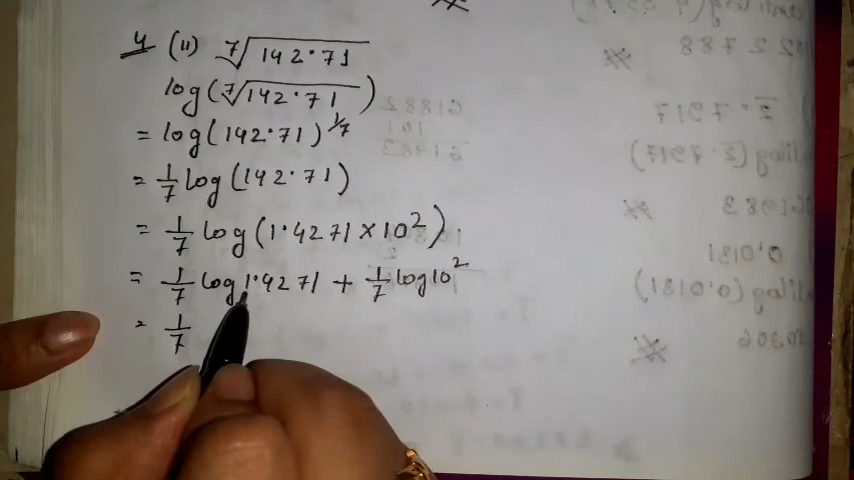 4 (ii) ⁷√142.71
log(⁷√142.71)
= log(142.71)^1/7
= 1/7 log(142.71)
= 1/7 log(1.4271 × 10²)
= 1/7 log 1.4271 + 1/7 log 10²
= 1/7